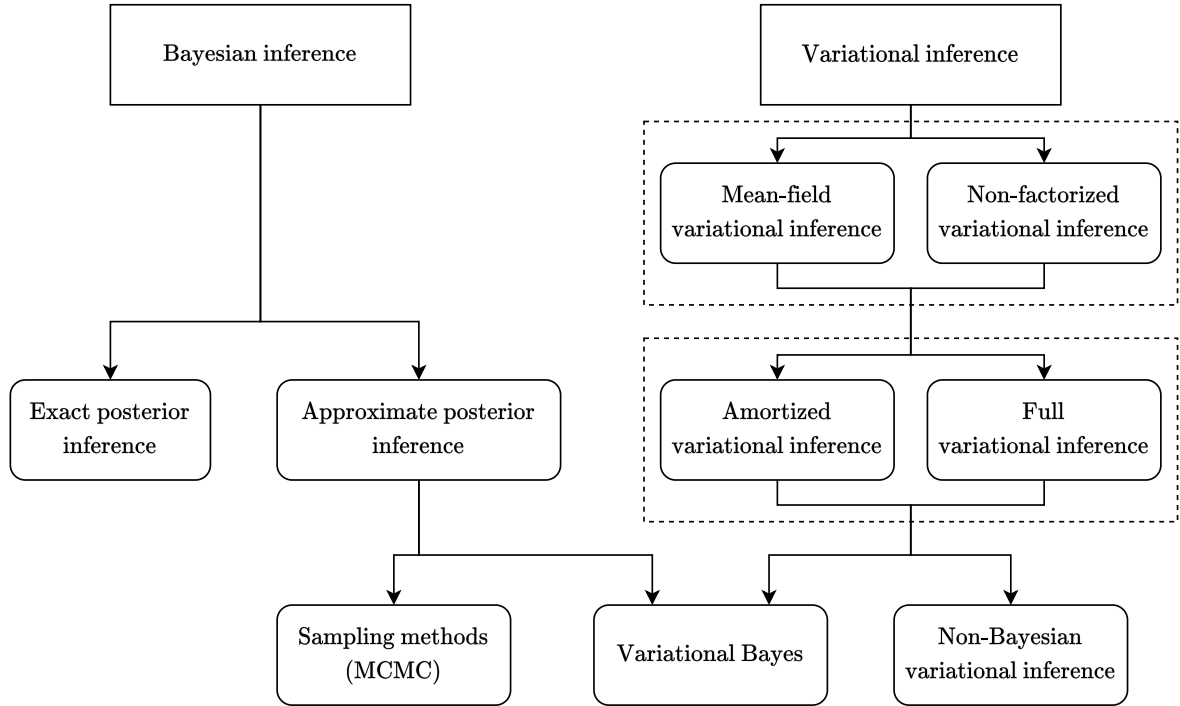 Bayesian inference
Variational inference
Mean-field
variational inference
Non-factorized
variational inference
Exact posterior
inference
Approximate posterior
inference
Amortized
variational inference
Full
variational inference
Sampling methods
(MCMC)
Variational Bayes
Non-Bayesian
variational inference